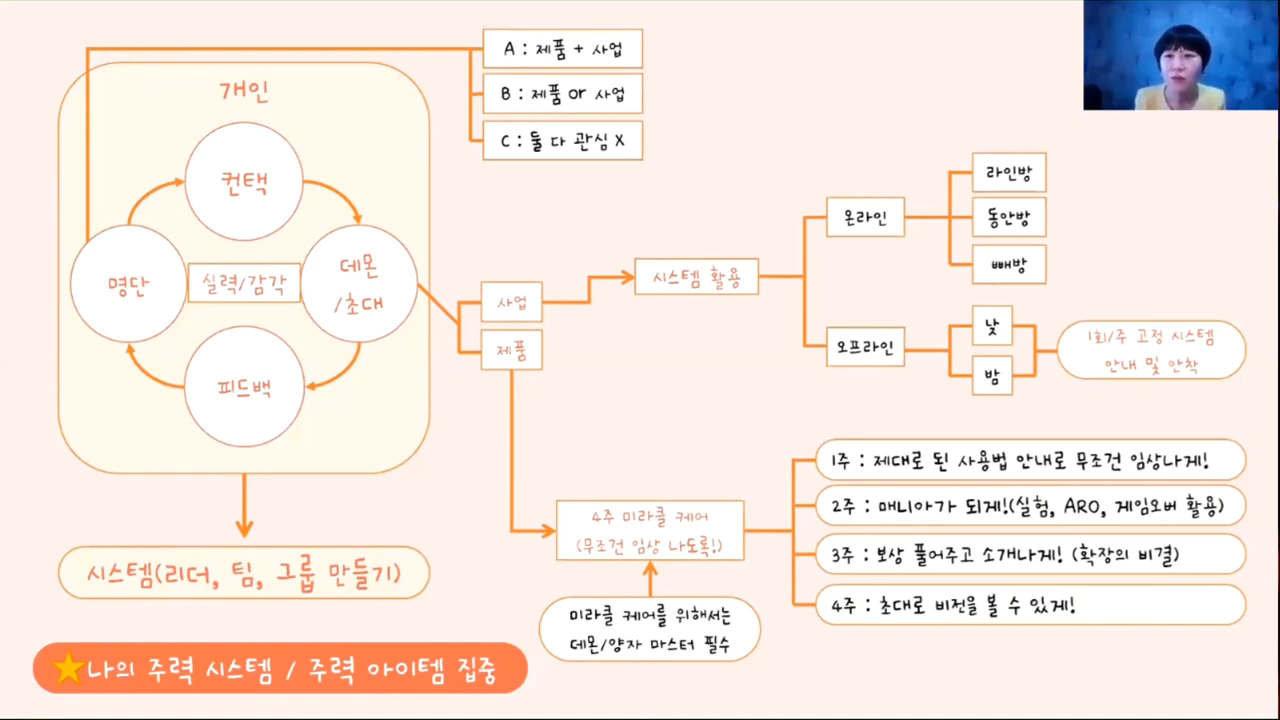 A : 제품 + 사업
B : 제품 or 사업
C : 둘 다 관심 X
개인
컨택
명단
실력/감각
데몬
/초대
피드백
시스템(리더, 팀, 그룹 만들기)
사업
제품
시스템 활용
온라인
라인방
동안방
빼방
오프라인
낮
밤
1회/주 고정 시스템
안내 및 안착
4주 미라클 케어
(무조건 임상 나도록!)
미라클 케어를 위해서는
데몬/양자 마스터 필수
1주 : 제대로 된 사용법 안내로 무조건 임상나게!
2주 : 매니아가 되게!(실험, ARO, 게임오버 활용)
3주 : 보상 풀어주고 소개나게! (확장의 비결)
4주 : 초대로 비전을 볼 수 있게!
나의 주력 시스템 / 주력 아이템 집중